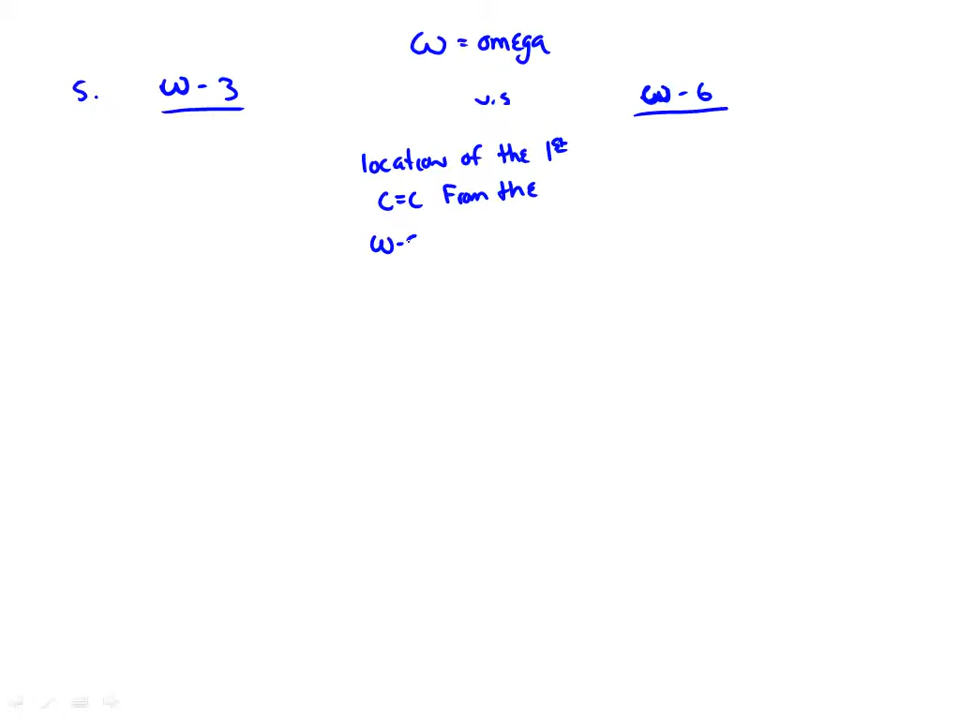 ω = omega
5. ω - 3 v.s ω - 6
location of the 1st
C=C From the
ω-